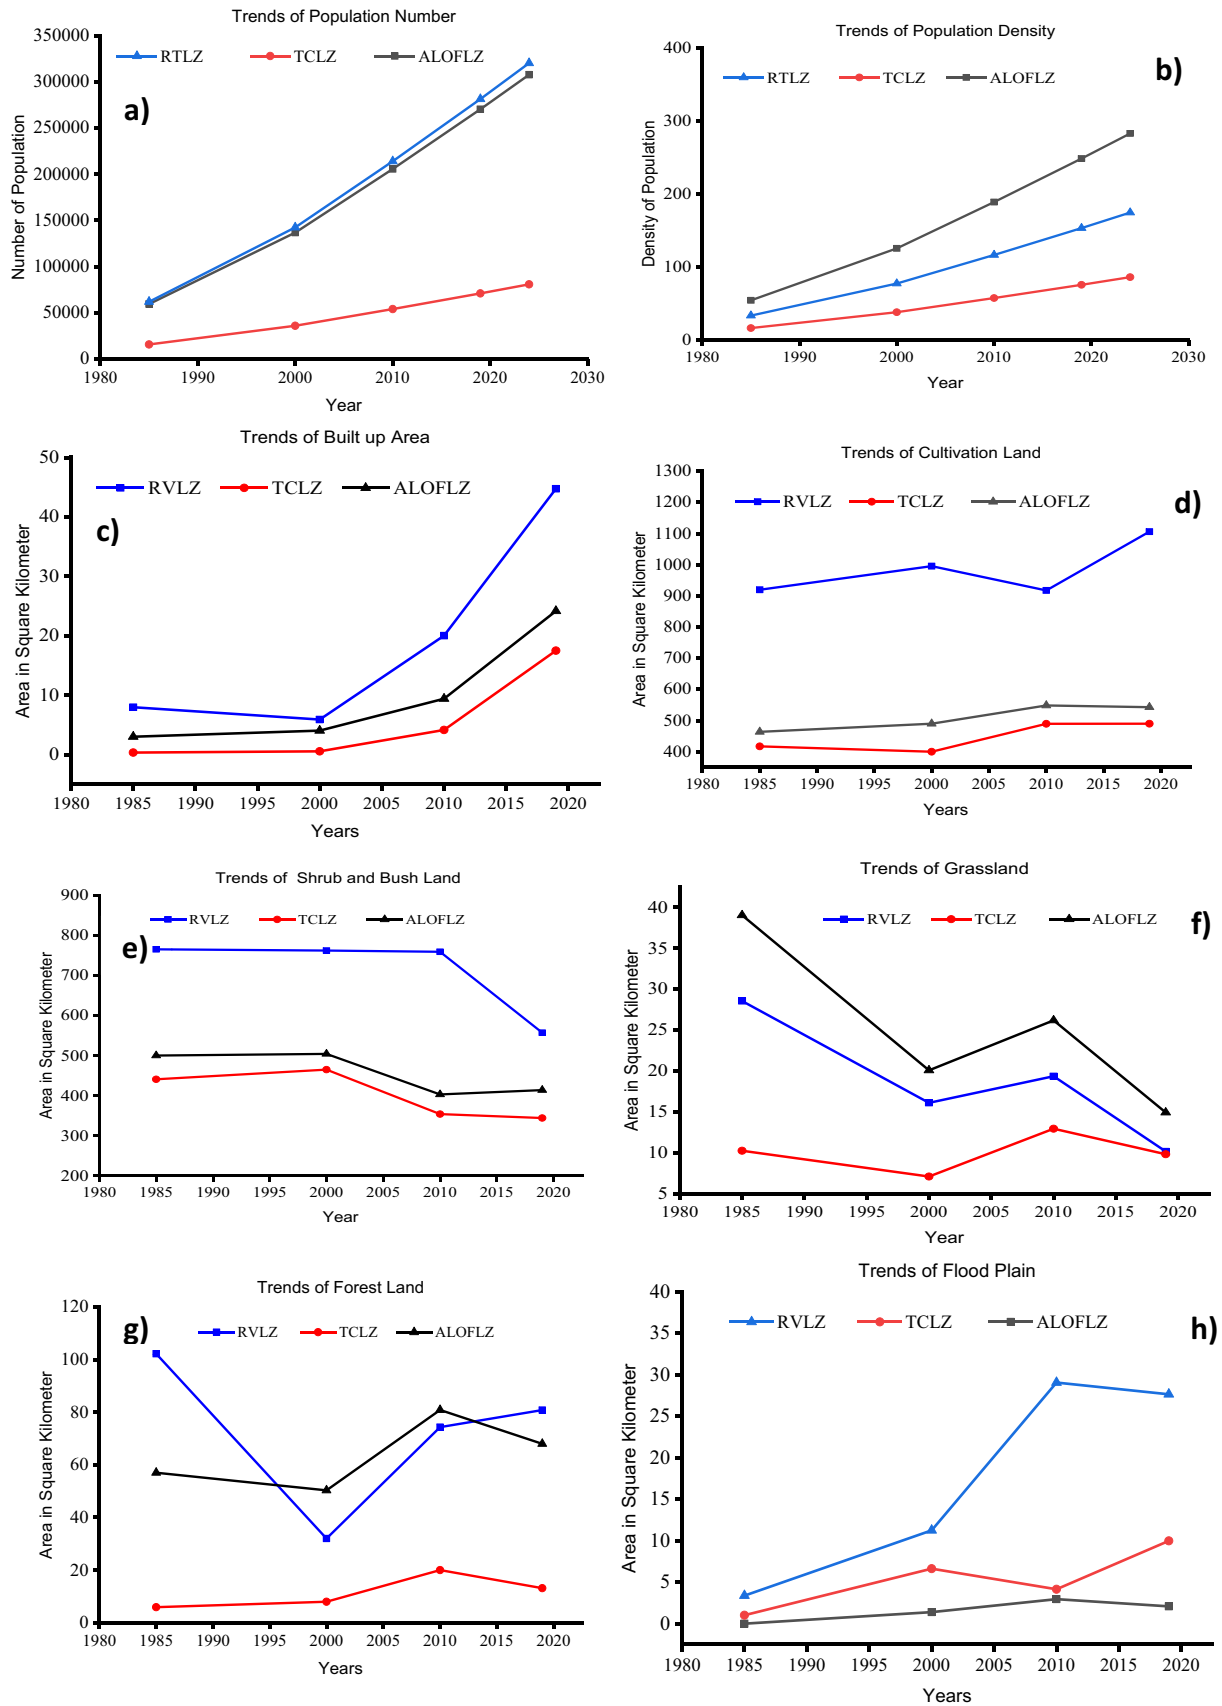 Trends of Population Number
350000
300000
250000
200000
150000
100000
50000
0
RTLZ TCLZ ALOFLZ
a)
Number of Population
1980 1990 2000 2010 2020 2030
Year
Trends of Population Density
400
300
200
100
0
RTLZ TCLZ ALOFLZ
b)
Density of Population
1980 1990 2000 2010 2020 2030
Year
Trends of Built up Area
50
40
30
20
10
0
RVLZ TCLZ ALOFLZ
c)
Area in Square Kilometer
1980 1985 1990 1995 2000 2005 2010 2015 2020
Years
Trends of Cultivation Land
1300
1200
1100
1000
900
800
700
600
500
400
RVLZ TCLZ ALOFLZ
d)
Area in Square Kilometer
1980 1985 1990 1995 2000 2005 2010 2015 2020
Years
Trends of Shrub and Bush Land
900
800
700
600
500
400
300
200
RVLZ TCLZ ALOFLZ
e)
Area in Square Kilometer
1980 1985 1990 1995 2000 2005 2010 2015 2020
Year
Trends of Grassland
40
35
30
25
20
15
10
5
RVLZ TCLZ ALOFLZ
f)
Area in Square Kilometer
1980 1985 1990 1995 2000 2005 2010 2015 2020
Year
Trends of Forest Land
120
100
80
60
40
20
0
RVLZ TCLZ ALOFLZ
g)
Area in Square Kilometer
1980 1985 1990 1995 2000 2005 2010 2015 2020
Years
Trends of Flood Plain
40
35
30
25
20
15
10
5
0
RVLZ TCLZ ALOFLZ
h)
Area in Square Kilometer
1980 1985 1990 1995 2000 2005 2010 2015 2020
Years